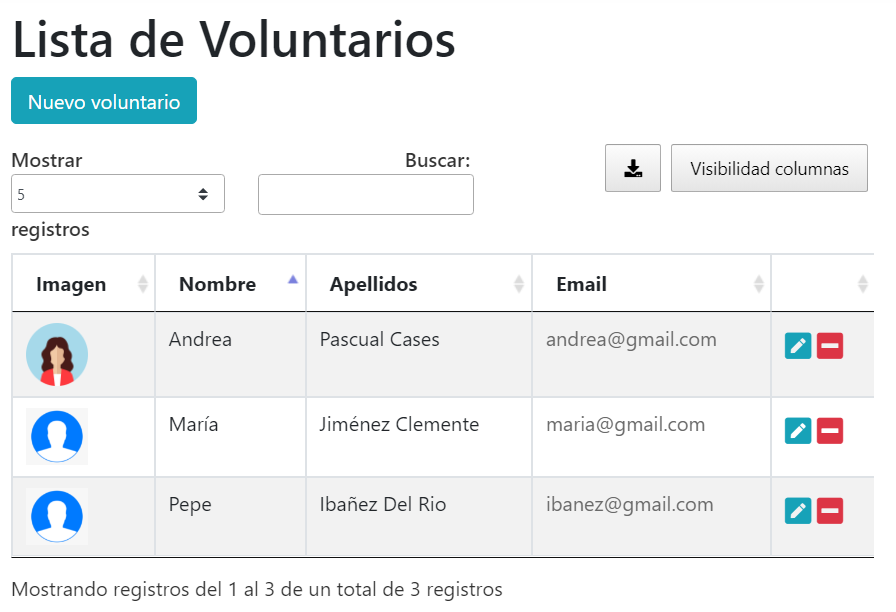 Lista de Voluntarios
Nuevo voluntario
Mostrar
5
registros
Buscar:
Visibilidad columnas
Imagen Nombre Apellidos Email
Andrea Pascual Cases andrea@gmail.com
María Jiménez Clemente maria@gmail.com
Pepe Ibañez Del Rio ibanez@gmail.com
Mostrando registros del 1 al 3 de un total de 3 registros